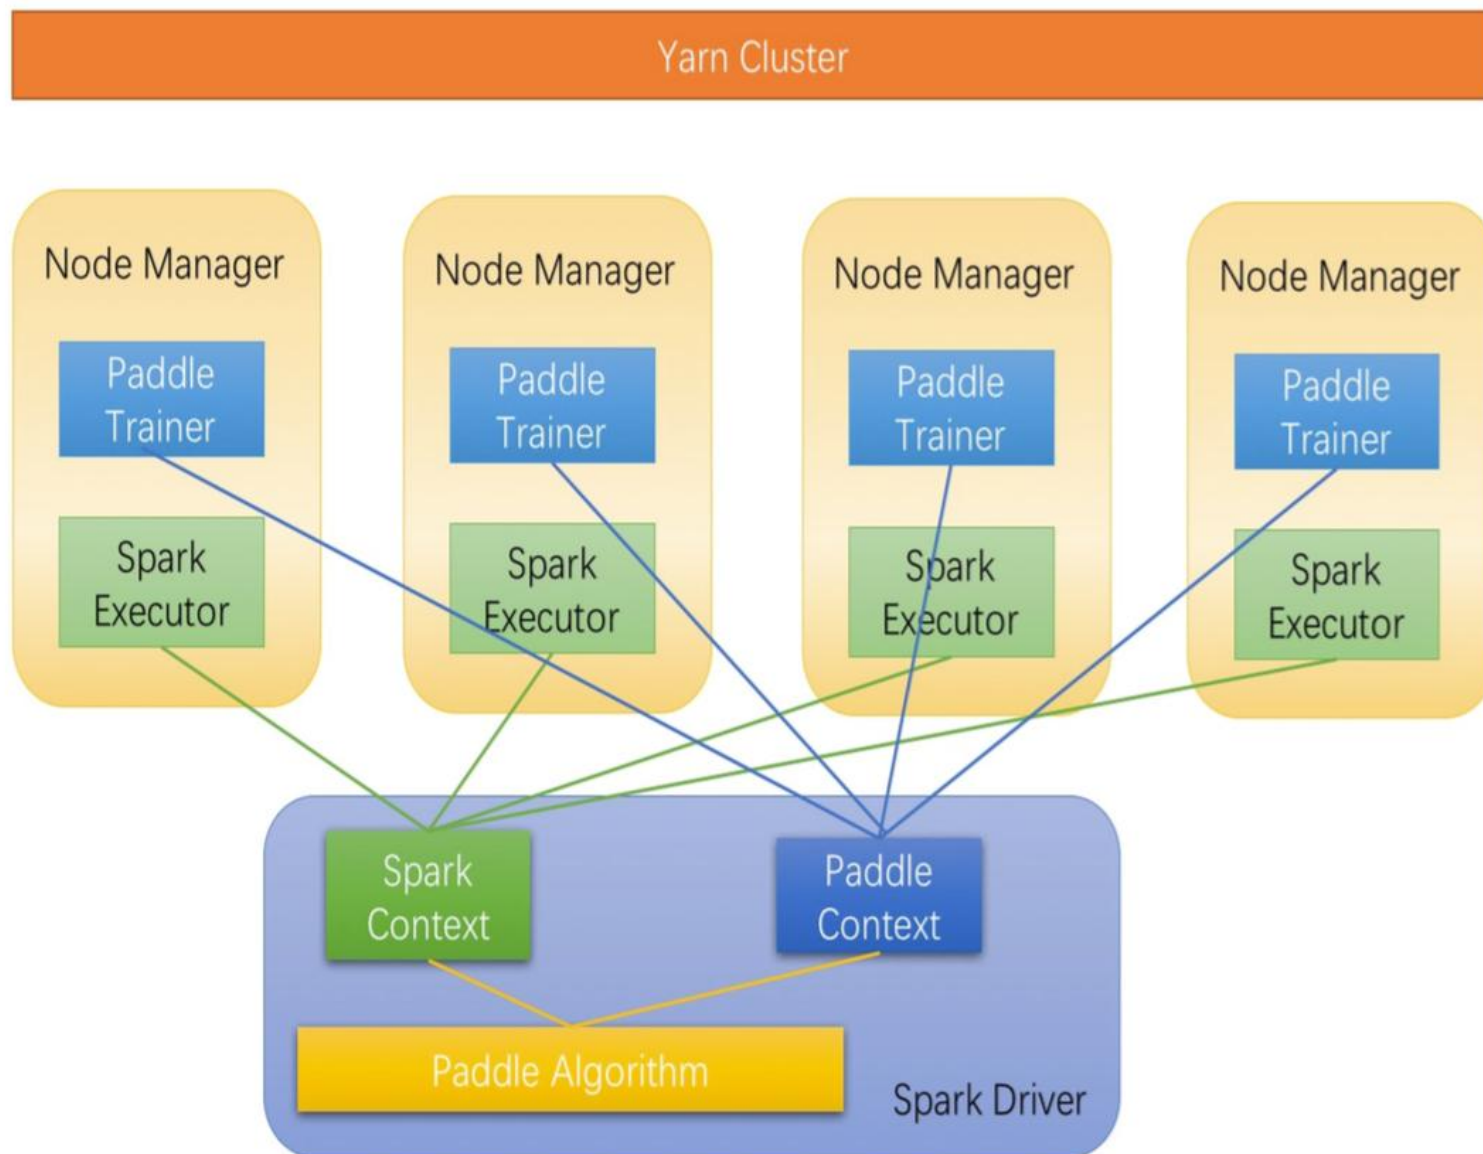 Yarn Cluster
Node Manager
Node Manager
Node Manager
Node Manager
Paddle
Trainer
Paddle
Trainer
Paddle
Trainer
Paddle
Trainer
Spark
Executor
Spark
Executor
Spark
Executor
Spark
Executor
Spark
Context
Paddle
Context
Paddle Algorithm
Spark Driver